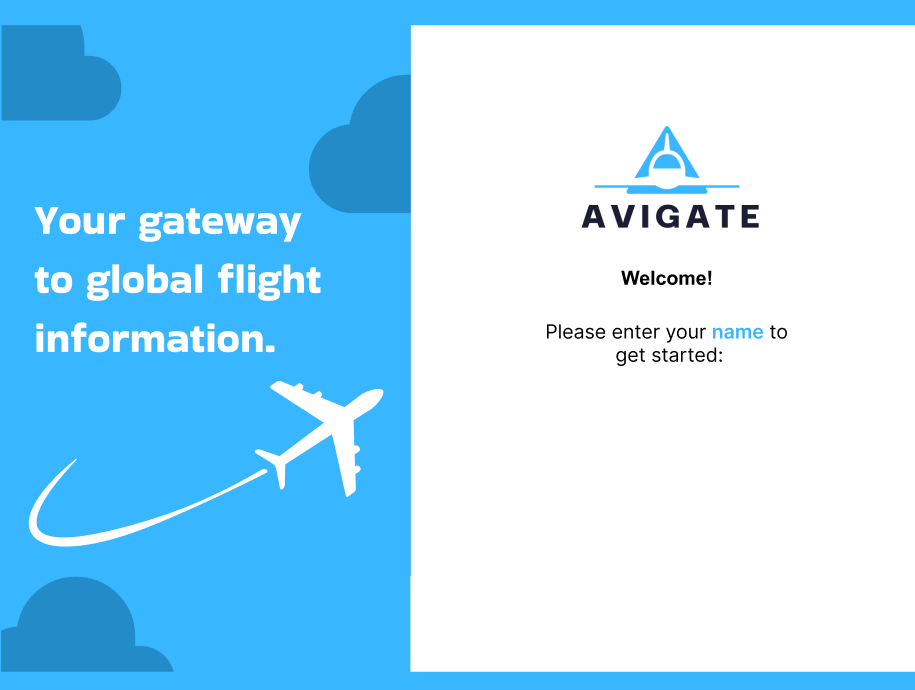 Your gateway
to global flight
information.
AVIGATE
Welcome!
Please enter your name to
get started: